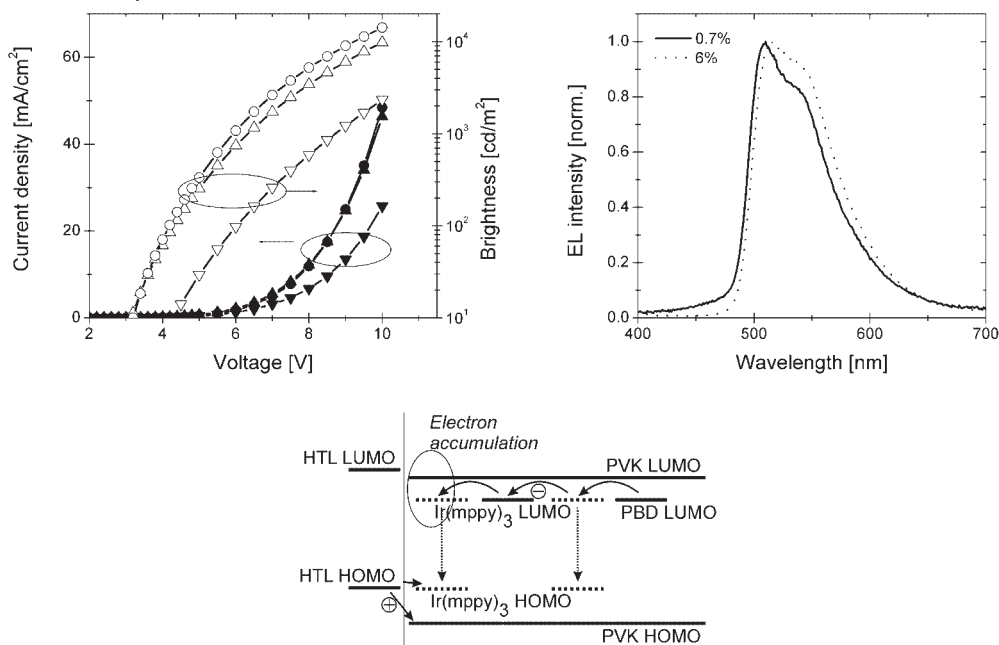 Current density [mA/cm²]
60
40
20
0
2
4
6
8
10
Voltage [V]
10⁴
10³
10²
10¹
Brightness [cd/m²]
EL intensity [norm.]
1.0
0.8
0.6
0.4
0.2
0.0
0.7%
6%
400
500
600
700
Wavelength [nm]
Electron
accumulation
HTL LUMO
PVK LUMO
Ir(mppy)₃ LUMO
PBD LUMO
HTL HOMO
Ir(mppy)₃ HOMO
PVK HOMO